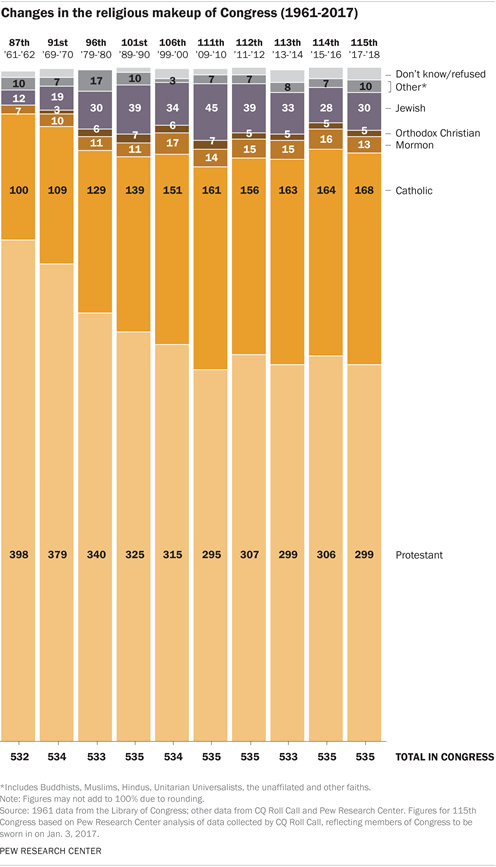 Changes in the religious makeup of Congress (1961-2017)
87th 91st 96th 101st 106th 111th 112th 113th 114th 115th
'61-'62 '69-'70 '79-'80 '89-'90 '99-'00 '09-'10 '11-'12 '13-'14 '15-'16 '17-'18
Don't know/refused
10 7 17 10 3 7 7 8 7 10 Other*
12 19 30 39 34 45 39 33 28 30 Jewish
3 6 7 6 7 5 5 5 5 Orthodox Christian
7 10 11 11 17 14 15 15 16 13 Mormon
100 109 129 139 151 161 156 163 164 168 Catholic
398 379 340 325 315 295 307 299 306 299 Protestant
532 534 533 535 534 535 535 533 535 535 TOTAL IN CONGRESS
*Includes Buddhists, Muslims, Hindus, Unitarian Universalists, the unaffilated and other faiths.
Note: Figures may not add to 100% due to rounding.
Source: 1961 data from the Library of Congress; other data from CQ Roll Call and Pew Research Center. Figures for 115th
Congress based on Pew Research Center analysis of data collected by CQ Roll Call, reflecting members of Congress to be
sworn in on Jan. 3, 2017.
PEW RESEARCH CENTER